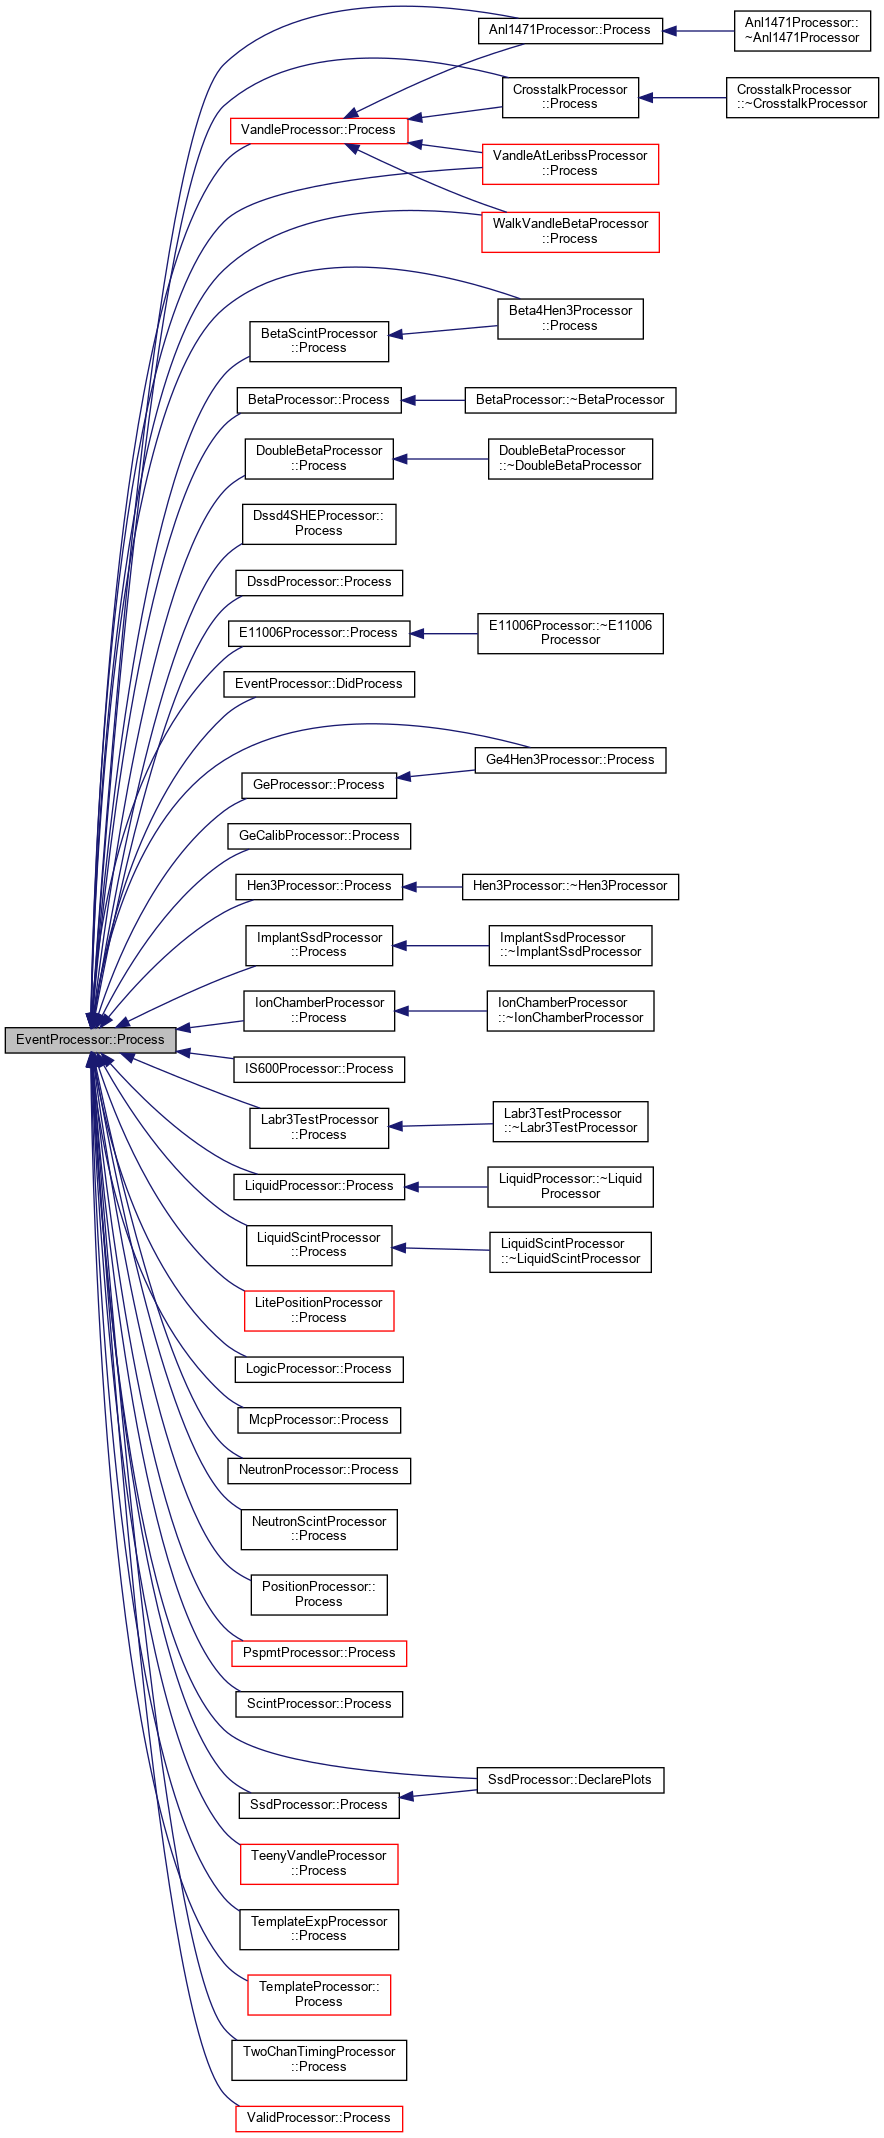 Anl1471Processor::Process
Anl1471Processor::
~Anl1471Processor
CrosstalkProcessor
::Process
CrosstalkProcessor
::~CrosstalkProcessor
VandleProcessor::Process
VandleAtLeribssProcessor
::Process
WalkVandleBetaProcessor
::Process
Beta4Hen3Processor
::Process
BetaScintProcessor
::Process
BetaProcessor::Process
BetaProcessor::~BetaProcessor
DoubleBetaProcessor
::Process
DoubleBetaProcessor
::~DoubleBetaProcessor
Dssd4SHEProcessor::
Process
DssdProcessor::Process
E11006Processor::Process
E11006Processor::~E11006
Processor
EventProcessor::DidProcess
Ge4Hen3Processor::Process
GeProcessor::Process
GeCalibProcessor::Process
Hen3Processor::Process
Hen3Processor::~Hen3Processor
ImplantSsdProcessor
::Process
ImplantSsdProcessor
::~ImplantSsdProcessor
IonChamberProcessor
::Process
IonChamberProcessor
::~IonChamberProcessor
EventProcessor::Process
IS600Processor::Process
Labr3TestProcessor
::Process
Labr3TestProcessor
::~Labr3TestProcessor
LiquidProcessor::Process
LiquidProcessor::~Liquid
Processor
LiquidScintProcessor
::Process
LiquidScintProcessor
::~LiquidScintProcessor
LitePositionProcessor
::Process
LogicProcessor::Process
McpProcessor::Process
NeutronProcessor::Process
NeutronScintProcessor
::Process
PositionProcessor::
Process
PspmtProcessor::Process
ScintProcessor::Process
SsdProcessor::DeclarePlots
SsdProcessor::Process
TeenyVandleProcessor
::Process
TemplateExpProcessor
::Process
TemplateProcessor::
Process
TwoChanTimingProcessor
::Process
ValidProcessor::Process